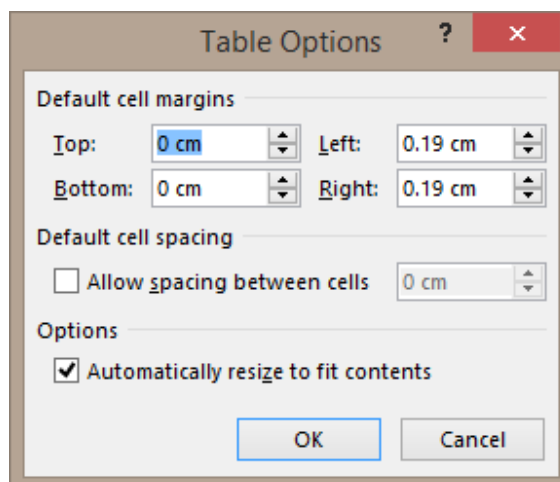 Table Options ?
Default cell margins
Top: 0 cm Left: 0.19 cm
Bottom: 0 cm Right: 0.19 cm
Default cell spacing
Allow spacing between cells 0 cm
Options
Automatically resize to fit contents
OK Cancel